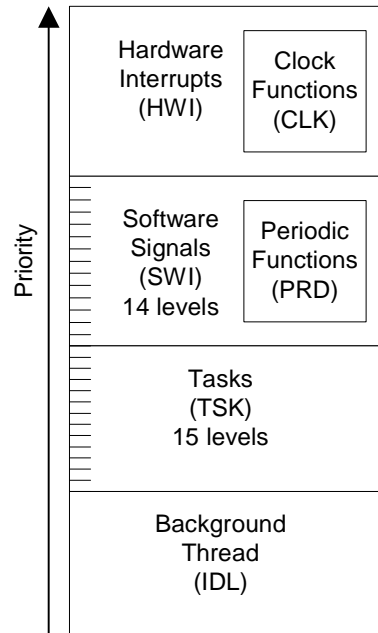 Priority
Hardware
Interrupts
(HWI)
Clock
Functions
(CLK)
Software
Signals
(SWI)
14 levels
Periodic
Functions
(PRD)
Tasks
(TSK)
15 levels
Background
Thread
(IDL)